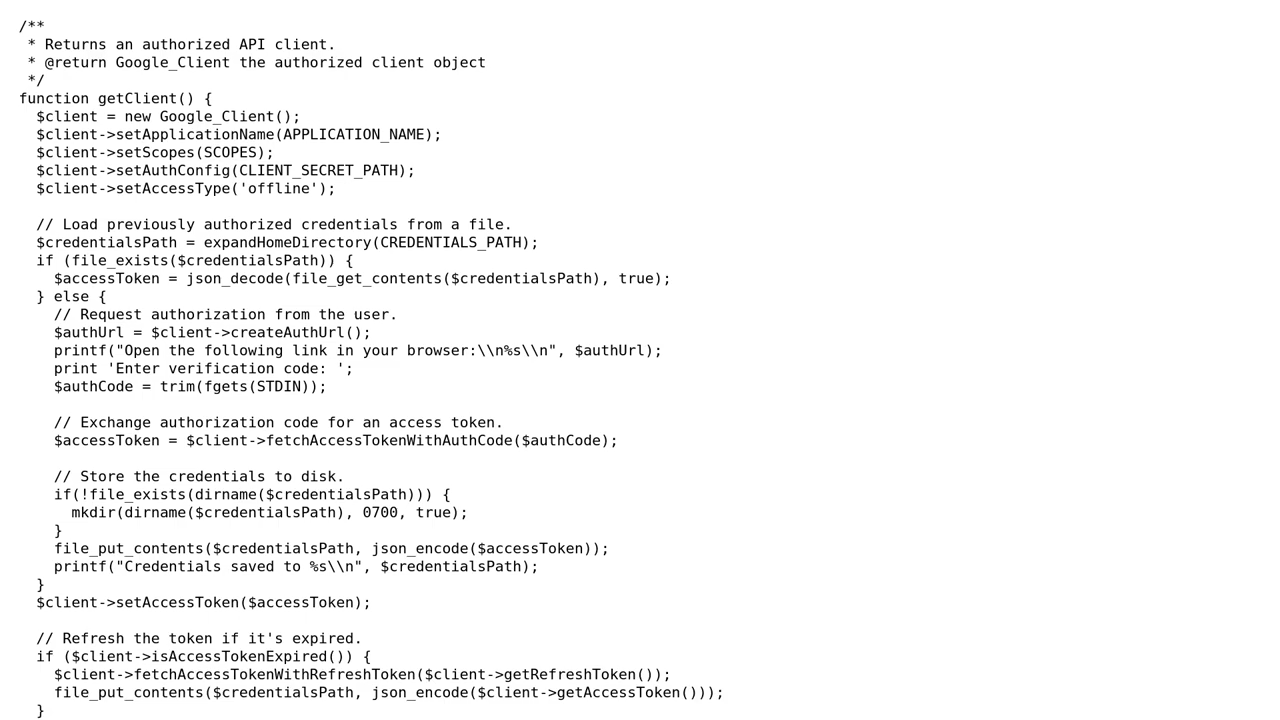 /**
 * Returns an authorized API client.
 * @return Google_Client the authorized client object
 */
function getClient() {
  $client = new Google_Client();
  $client->setApplicationName(APPLICATION_NAME);
  $client->setScopes(SCOPES);
  $client->setAuthConfig(CLIENT_SECRET_PATH);
  $client->setAccessType('offline');

  // Load previously authorized credentials from a file.
  $credentialsPath = expandHomeDirectory(CREDENTIALS_PATH);
  if (file_exists($credentialsPath)) {
    $accessToken = json_decode(file_get_contents($credentialsPath), true);
  } else {
    // Request authorization from the user.
    $authUrl = $client->createAuthUrl();
    printf("Open the following link in your browser:\\n%s\\n", $authUrl);
    print 'Enter verification code: ';
    $authCode = trim(fgets(STDIN));

    // Exchange authorization code for an access token.
    $accessToken = $client->fetchAccessTokenWithAuthCode($authCode);

    // Store the credentials to disk.
    if(!file_exists(dirname($credentialsPath))) {
      mkdir(dirname($credentialsPath), 0700, true);
    }
    file_put_contents($credentialsPath, json_encode($accessToken));
    printf("Credentials saved to %s\\n", $credentialsPath);
  }
  $client->setAccessToken($accessToken);

  // Refresh the token if it's expired.
  if ($client->isAccessTokenExpired()) {
    $client->fetchAccessTokenWithRefreshToken($client->getRefreshToken());
    file_put_contents($credentialsPath, json_encode($client->getAccessToken()));
  }